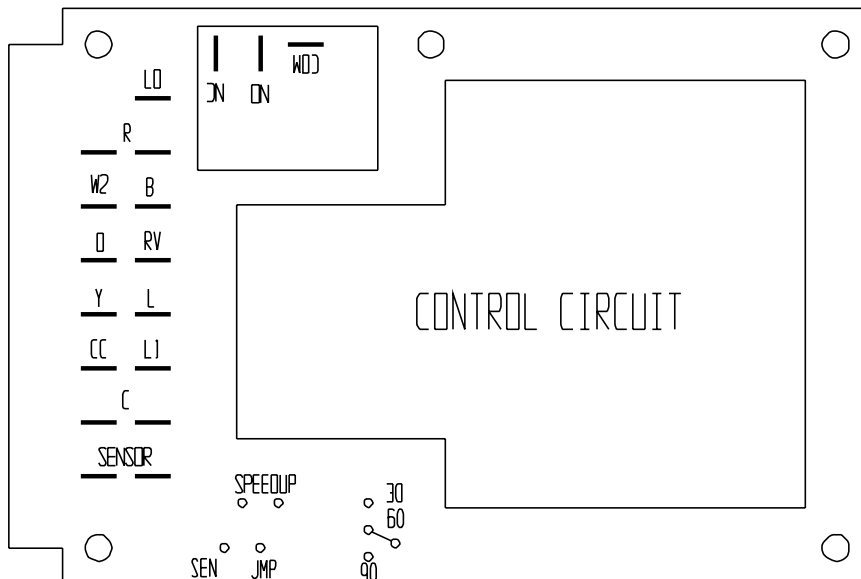 LO
COM
NC NO
R
W2 B
O RV
Y L
CONTROL CIRCUIT
CC L1
C
SENSOR
SPEEDUP
30
60
90
SEN JMP